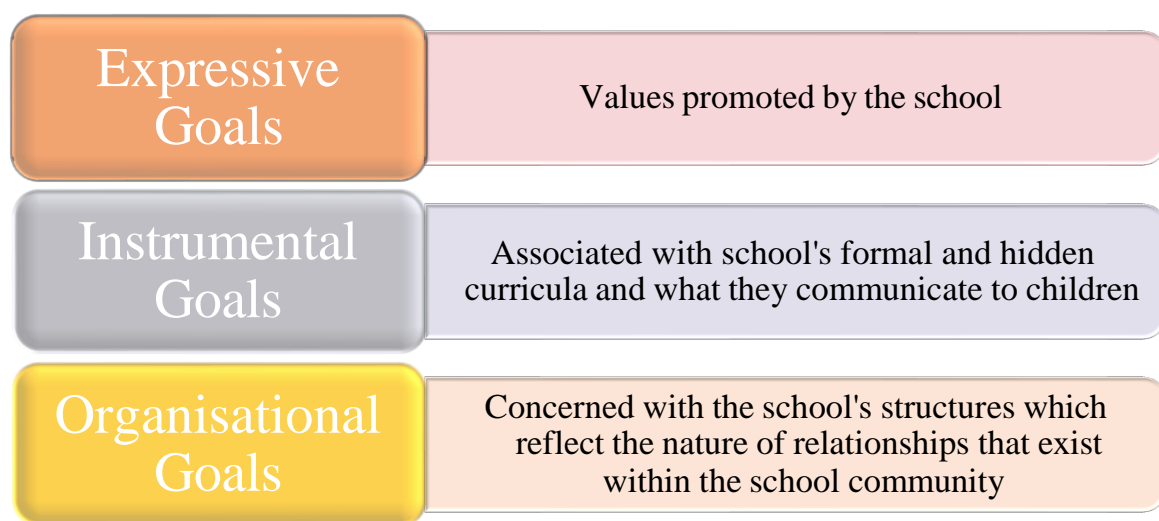 Expressive
Goals
Values promoted by the school
Instrumental
Goals
Associated with school's formal and hidden
curricula and what they communicate to children
Organisational
Goals
Concerned with the school's structures which
reflect the nature of relationships that exist
within the school community